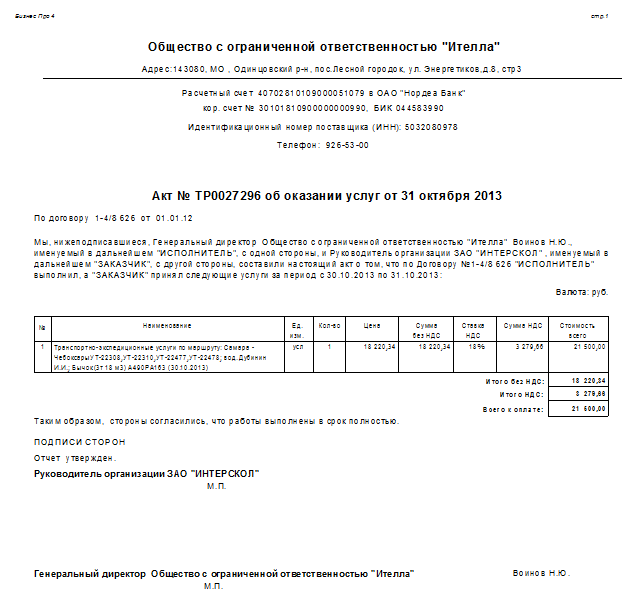 Бизнес Про 4 стр.1
Общество с ограниченной ответственностью "Ителла"
Адрес:143080, МО , Одинцовский р-н, пос.Лесной городок, ул. Энергетиков,д.8, стр3
Расчетный счет 40702810109000051079 в ОАО "Нордеа Банк"
кор. счет № 30101810900000000990, БИК 044583990
Идентификационный номер поставщика (ИНН): 5032080978
Телефон: 926-53-00
Акт № ТР0027296 об оказании услуг от 31 октября 2013
По договору 1-4/8 626 от 01.01.12
Мы, нижеподписавшиеся, Генеральный директор Общество с ограниченной ответственностью "Ителла" Воинов Н.Ю.,
именуемый в дальнейшем "ИСПОЛНИТЕЛЬ", с одной стороны, и Руководитель организации ЗАО "ИНТЕРСКОЛ" , именуемый в
дальнейшем "ЗАКАЗЧИК", с другой стороны, составили настоящий акт о том, что по Договору №1-4/8 626 "ИСПОЛНИТЕЛЬ"
выполнил, а "ЗАКАЗЧИК" принял следующие услуги за период с 30.10.2013 по 31.10.2013:
Валюта: руб.
№ Наименование Ед. Кол-во Цена Сумма Ставка Сумма НДС Стоимость
изм. без НДС НДС всего
1 Транспортно-экспедиционные услуги по маршруту: Самара - усл 1 18 220,34 18 220,34 18% 3 279,66 21 500,00
Чебоксары УТ-22308,УТ-22310,УТ-22477,УТ-22478; вод. Дубинин
И.И.; Бычок(3т 18 м3) А490РА163 (30.10.2013)
Итого без НДС: 18 220,34
Итого НДС: 3 279,66
Всего к оплате: 21 500,00
Таким образом, стороны согласились, что работы выполнены в срок полностью.
ПОДПИСИ СТОРОН
Отчет утвержден.
Руководитель организации ЗАО "ИНТЕРСКОЛ"
М.П.
Генеральный директор Общество с ограниченной ответственностью "Ителла" Воинов Н.Ю.
М.П.